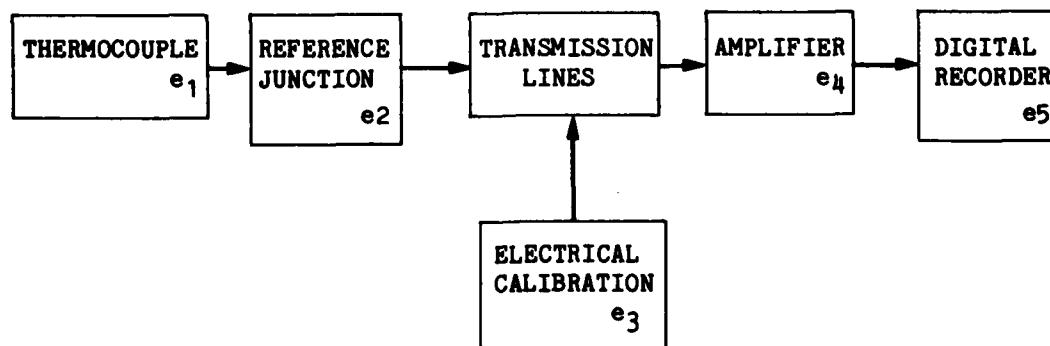 THERMOCOUPLE
e1
REFERENCE
JUNCTION
e2
TRANSMISSION
LINES
AMPLIFIER
e4
DIGITAL
RECORDER
e5
ELECTRICAL
CALIBRATION
e3